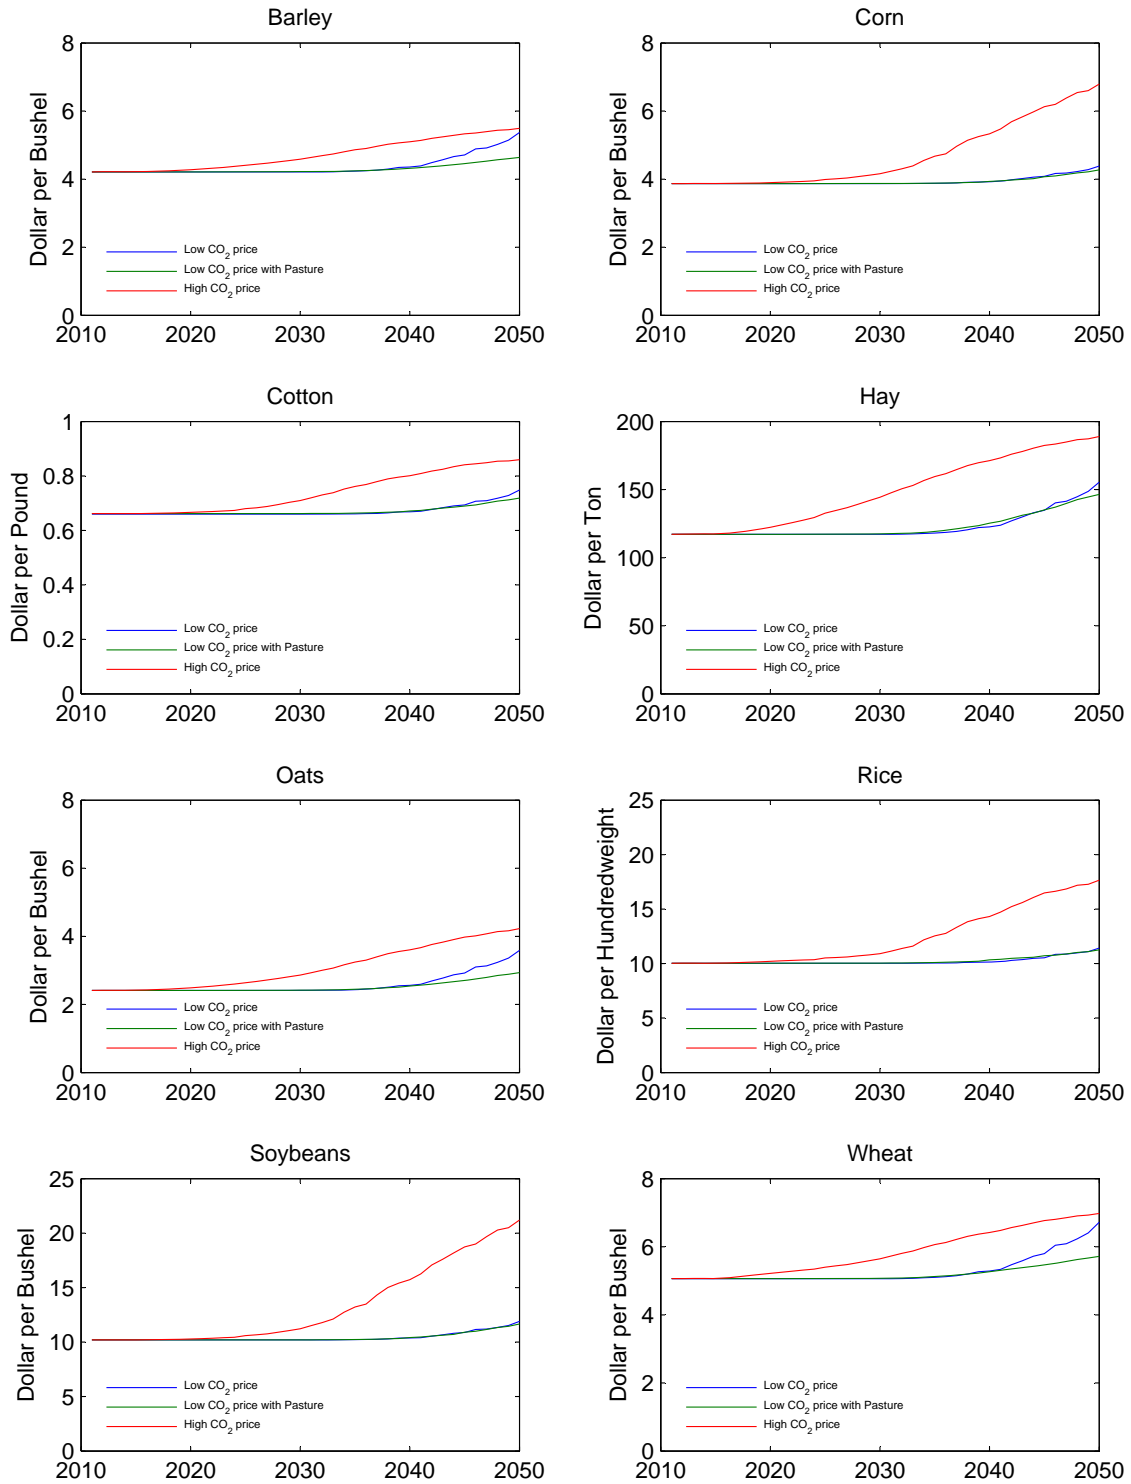 Barley
Dollar per Bushel
8
6
4
2
0
Low CO2 price
Low CO2 price with Pasture
High CO2 price
2010 2020 2030 2040 2050
Corn
Dollar per Bushel
8
6
4
2
0
Low CO2 price
Low CO2 price with Pasture
High CO2 price
2010 2020 2030 2040 2050
Cotton
Dollar per Pound
1
0.8
0.6
0.4
0.2
0
Low CO2 price
Low CO2 price with Pasture
High CO2 price
2010 2020 2030 2040 2050
Hay
Dollar per Ton
200
150
100
50
0
Low CO2 price
Low CO2 price with Pasture
High CO2 price
2010 2020 2030 2040 2050
Oats
Dollar per Bushel
8
6
4
2
0
Low CO2 price
Low CO2 price with Pasture
High CO2 price
2010 2020 2030 2040 2050
Rice
Dollar per Hundredweight
25
20
15
10
5
0
Low CO2 price
Low CO2 price with Pasture
High CO2 price
2010 2020 2030 2040 2050
Soybeans
Dollar per Bushel
25
20
15
10
5
0
Low CO2 price
Low CO2 price with Pasture
High CO2 price
2010 2020 2030 2040 2050
Wheat
Dollar per Bushel
8
6
4
2
0
Low CO2 price
Low CO2 price with Pasture
High CO2 price
2010 2020 2030 2040 2050